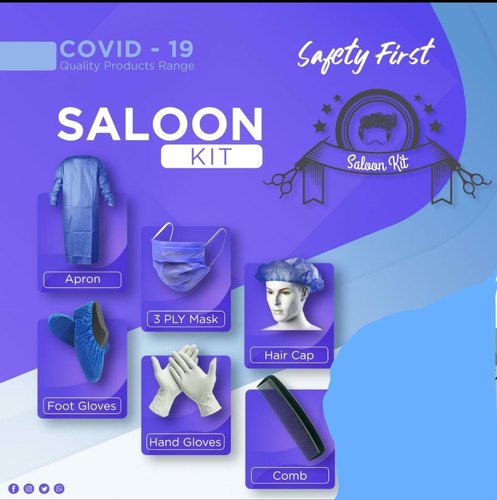 COVID - 19
Quality Products Range
Safety First
SALOON
KIT
Saloon Kit
Apron
3 PLY Mask
Hair Cap
Foot Gloves
Hand Gloves
Comb